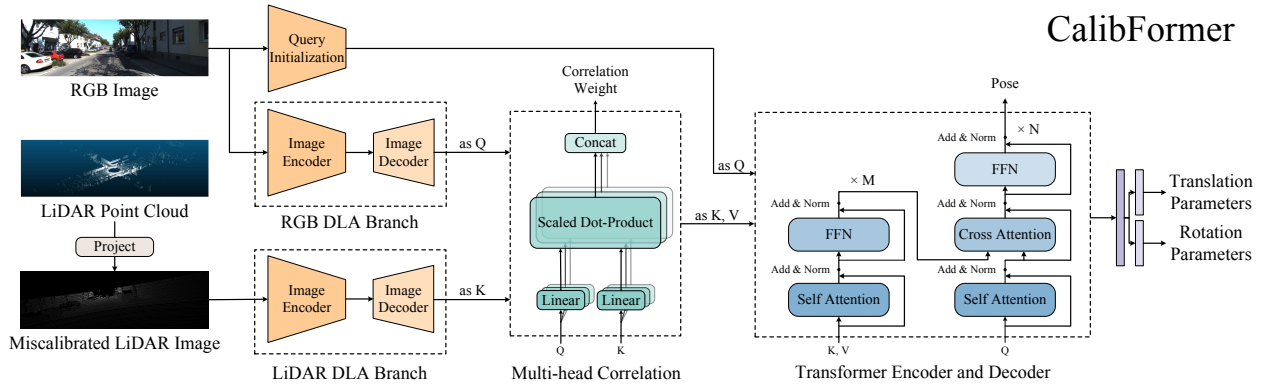 CalibFormer
RGB Image
Query
Initialization
Image
Encoder
Image
Decoder
as Q
RGB DLA Branch
LiDAR Point Cloud
Project
Miscalibrated LiDAR Image
Image
Encoder
Image
Decoder
as K
LiDAR DLA Branch
Correlation
Weight
Concat
Scaled Dot-Product
Linear
Linear
Q
K
Multi-head Correlation
as Q
as K, V
× M
Add & Norm
FFN
Add & Norm
Self Attention
K, V
Pose
× N
Add & Norm
FFN
Add & Norm
Cross Attention
Add & Norm
Self Attention
Q
Transformer Encoder and Decoder
Translation
Parameters
Rotation
Parameters